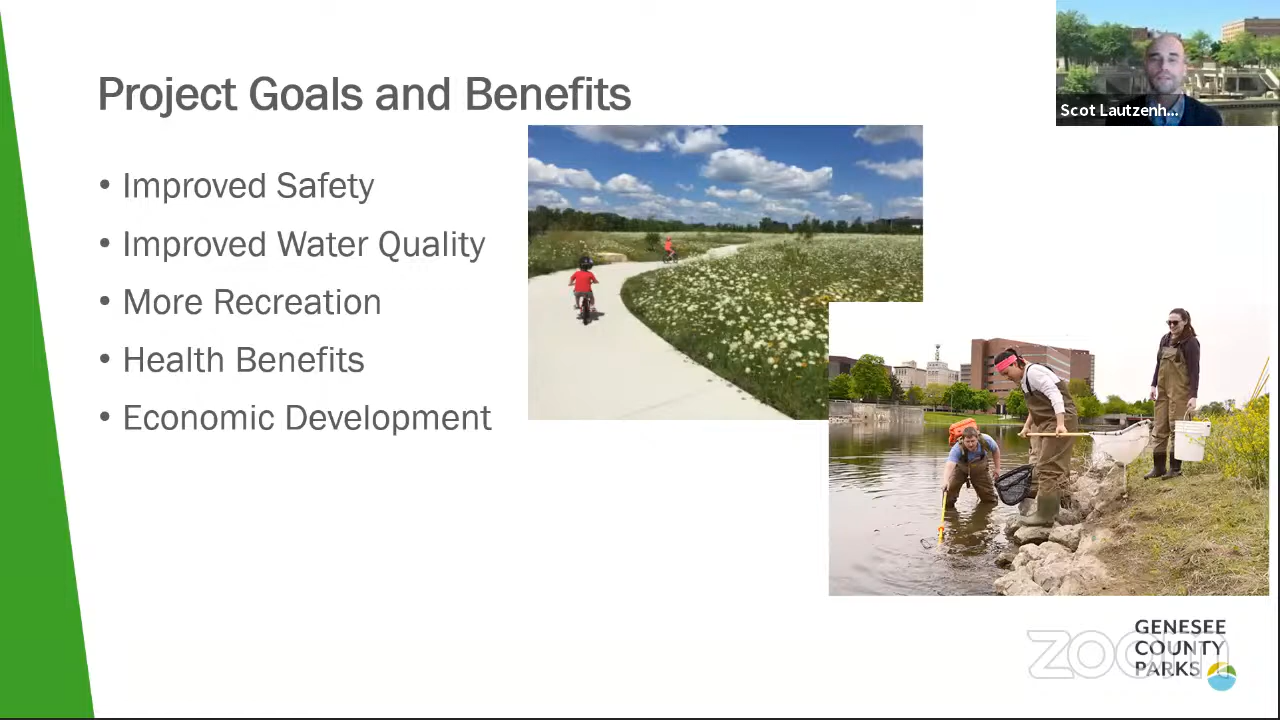 Project Goals and Benefits
Scot Lautzenh...
• Improved Safety
• Improved Water Quality
• More Recreation
• Health Benefits
• Economic Development
zoom
GENESEE
COUNTY
PARKS